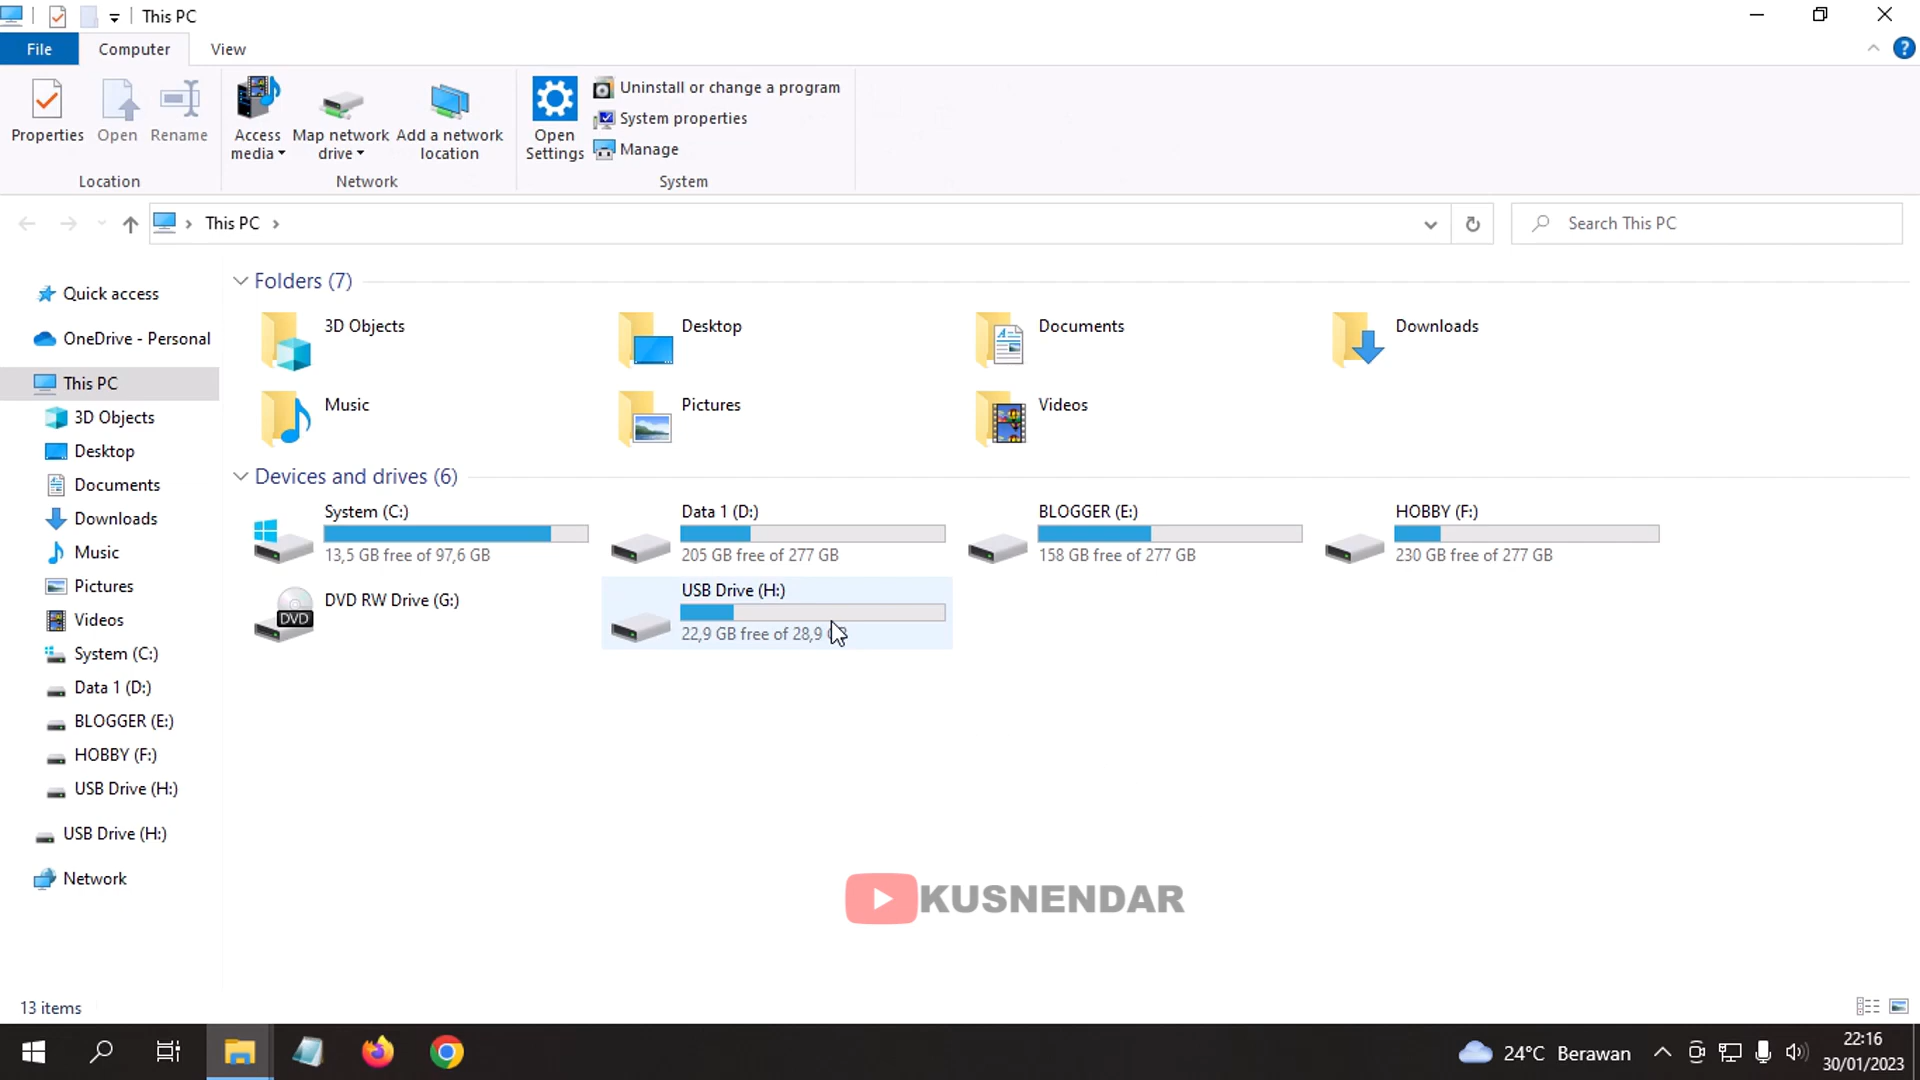 This PC
File
Computer
View
Properties
Open
Rename
Access
media
Map network
drive
Add a network
location
Open
Settings
Uninstall or change a program
System properties
Manage
Location
Network
System
This PC
Search This PC
Quick access
OneDrive - Personal
This PC
3D Objects
Desktop
Documents
Downloads
Music
Pictures
Videos
System (C:)
Data 1 (D:)
BLOGGER (E:)
HOBBY (F:)
USB Drive (H:)
USB Drive (H:)
Network
Folders (7)
3D Objects
Desktop
Documents
Downloads
Music
Pictures
Videos
Devices and drives (6)
System (C:)
13,5 GB free of 97,6 GB
Data 1 (D:)
205 GB free of 277 GB
BLOGGER (E:)
158 GB free of 277 GB
HOBBY (F:)
230 GB free of 277 GB
DVD RW Drive (G:)
DVD
USB Drive (H:)
22,9 GB free of 28,9 GB
KUSNENDAR
13 items
24°C Berawan
22:16
30/01/2023